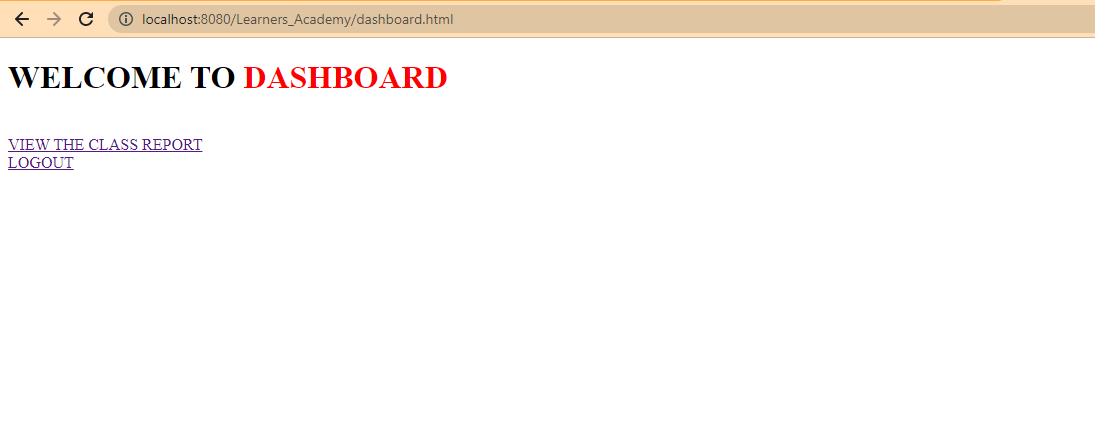 localhost:8080/Learners_Academy/dashboard.html
WELCOME TO DASHBOARD
VIEW THE CLASS REPORT
LOGOUT